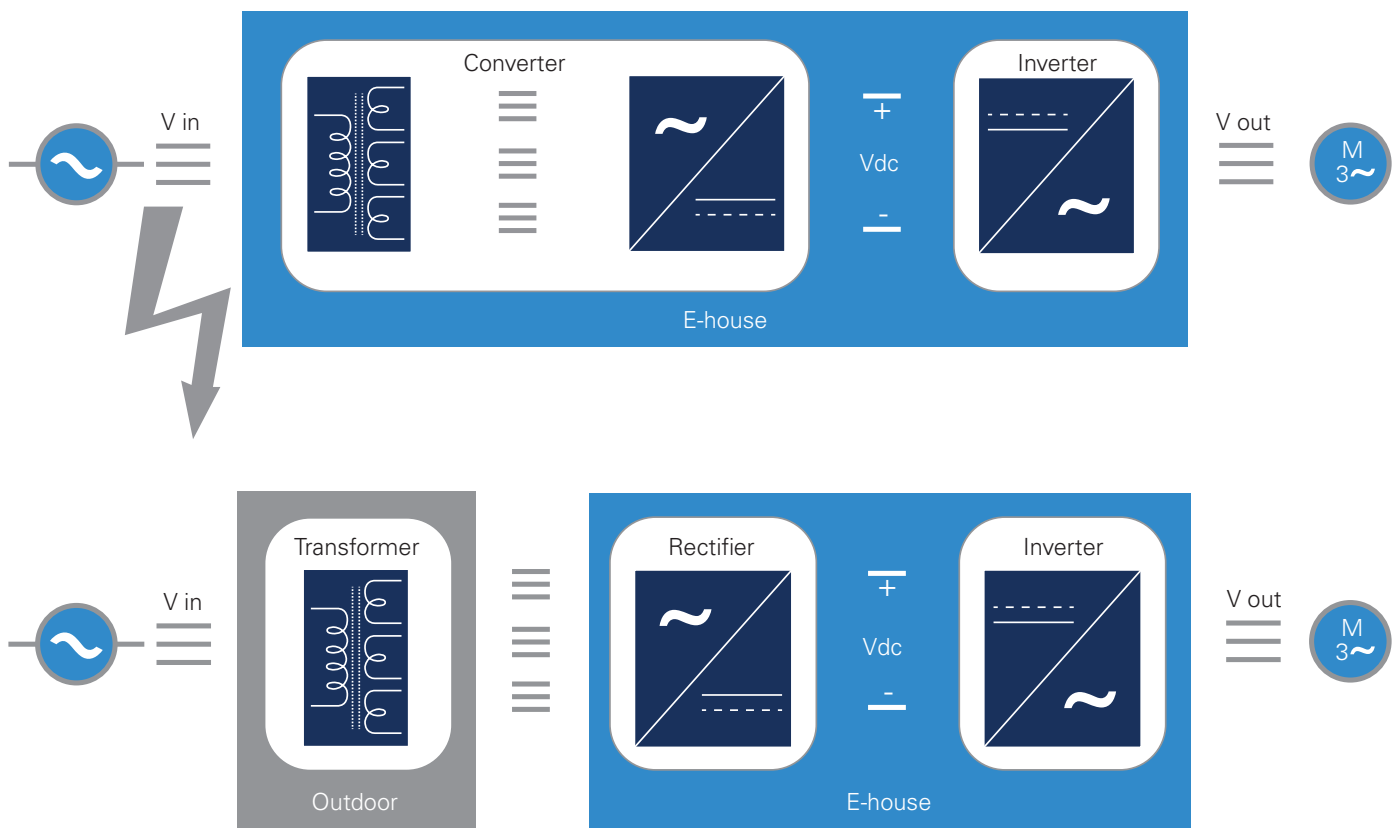 Converter
Inverter
V in
+
Vdc
-
V out
M
3~
E-house
Transformer
Rectifier
Inverter
V in
+
Vdc
-
V out
M
3~
Outdoor
E-house